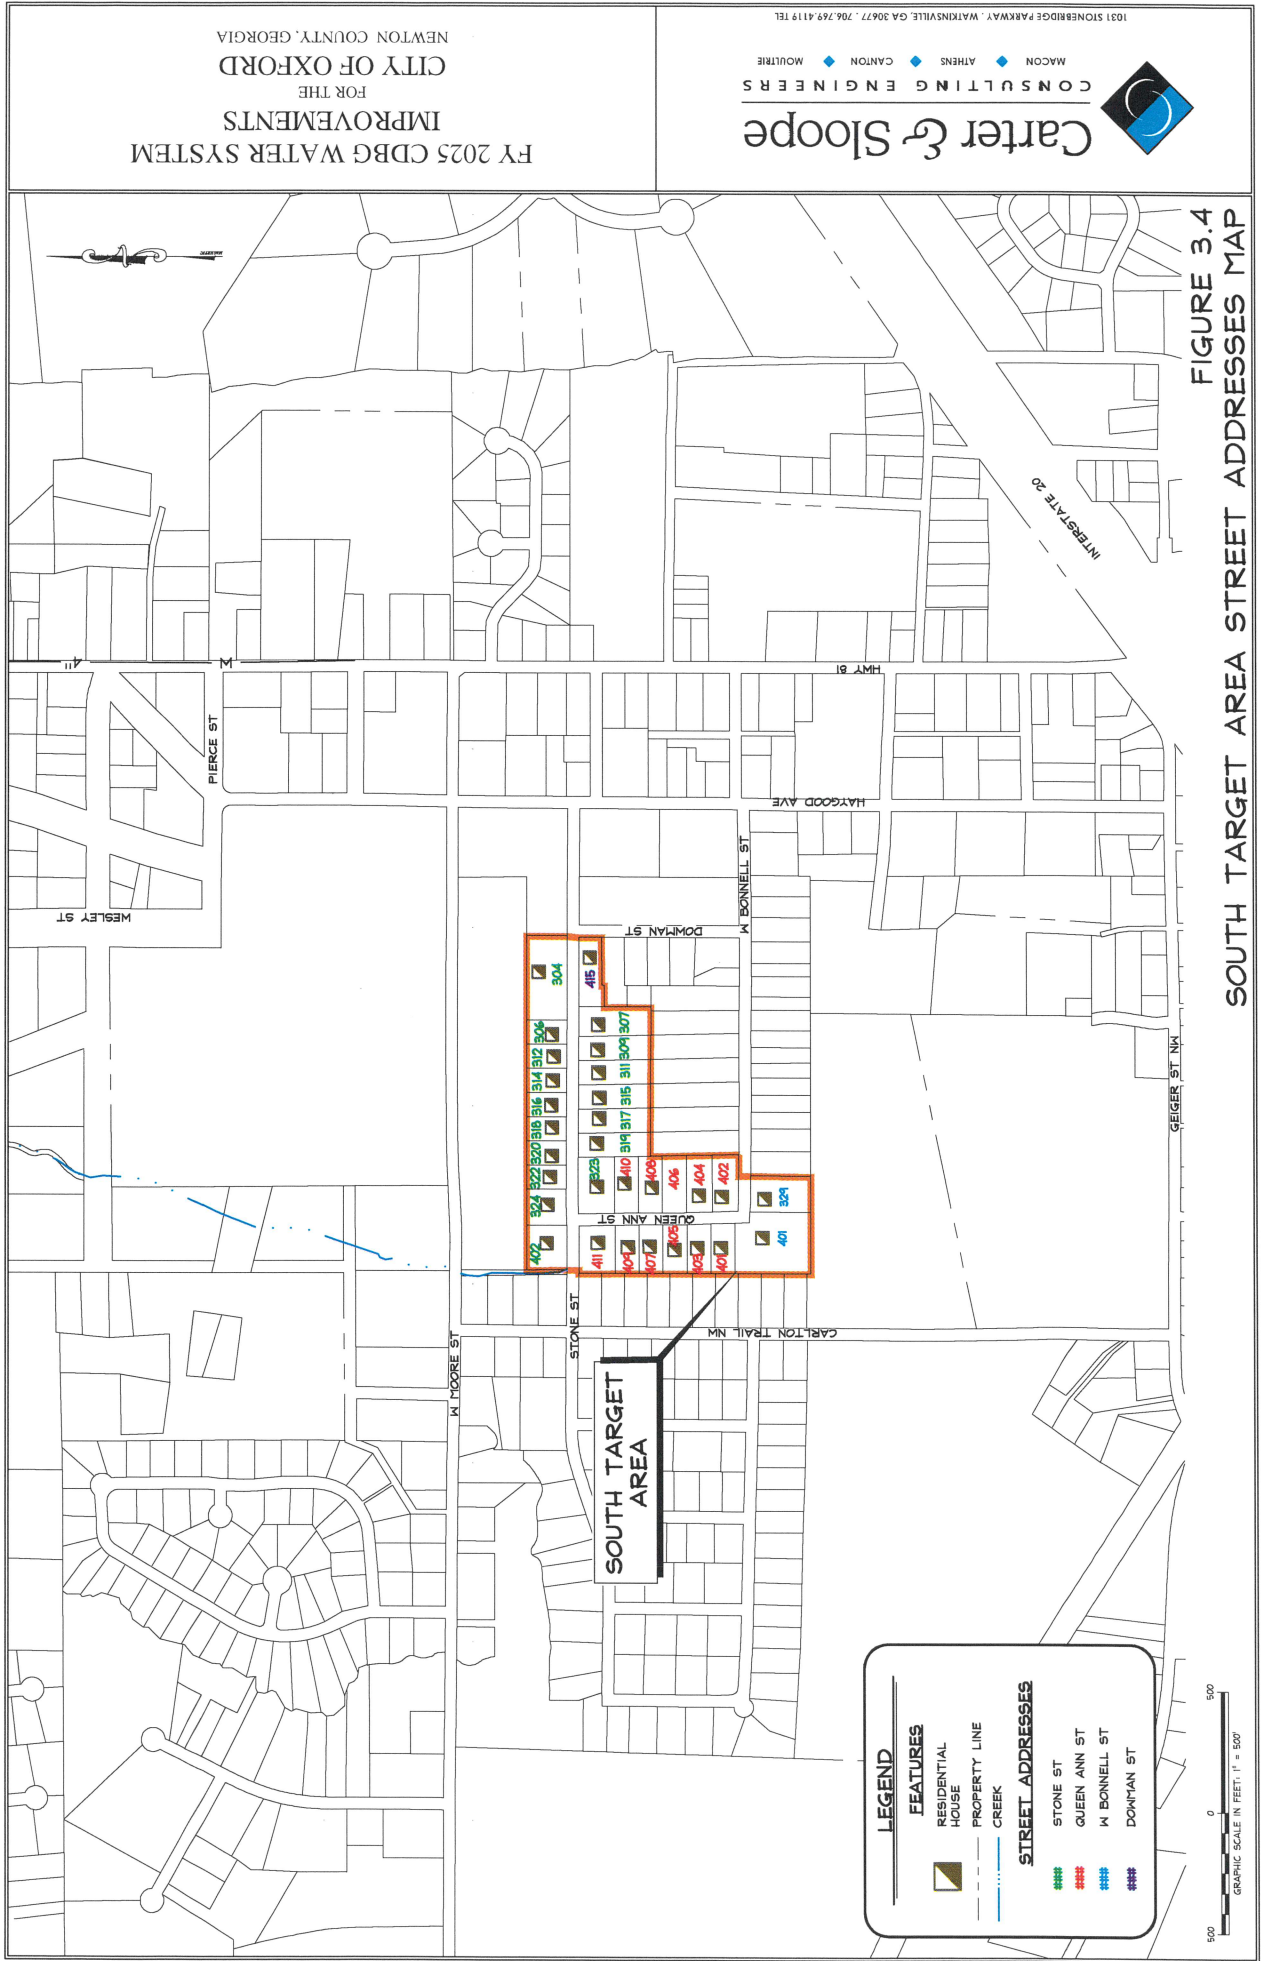 FIGURE 3.4
SOUTH TARGET AREA STREET ADDRESSES MAP
FY 2025 CDBG WATER SYSTEM
IMPROVEMENTS
FOR THE
CITY OF OXFORD
NEWTON COUNTY, GEORGIA
Carter & Sloope
CONSULTING ENGINEERS
MACON ATHENS CANTON MOULTRIE
1031 STONEBRIDGE PARKWAY . WATKINSVILLE, GA 30677 . 706.769.4119 TEL
MAGNETIC
4"
W
PIERCE ST
WESLEY ST
HWY 81
INTERSTATE 20
HAYGOOD AVE
W BONNELL ST
DOWMAN ST
GEIGER ST NW
QUEEN ANN ST
STONE ST
CARLTON TRAIL NW
W MOORE ST
SOUTH TARGET
AREA
402
324
322
320
318
316
314
312
306
304
415
323
319
317
315
311
309
307
411
409
407
405
403
401
410
408
406
404
402
401
329
LEGEND
FEATURES
RESIDENTIAL
HOUSE
PROPERTY LINE
CREEK
STREET ADDRESSES
### STONE ST
### QUEEN ANN ST
### W BONNELL ST
### DOWMAN ST
500 0 500
GRAPHIC SCALE IN FEET: 1" = 500'